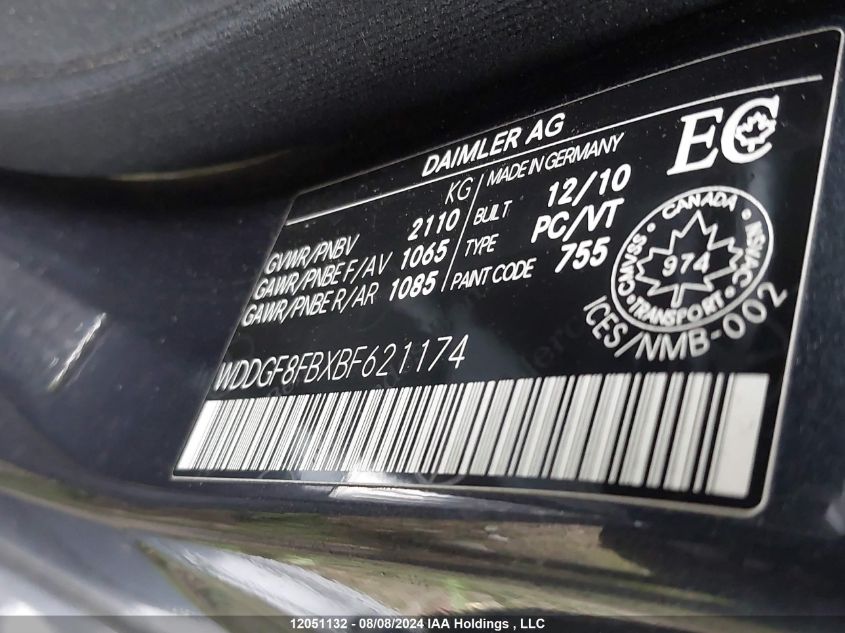 DAIMLER AG
EC
KG / MADE IN GERMANY
GVWR/PNBV 2110 BUILT 12/10
GAWR/PNBE F/AV 1065 TYPE PC/VT
GAWR/PNBE R/AR 1085 PAINT CODE 755
CANADA
CMVSS 974 NSVAC
TRANSPORT
ICES/NMB-002
WDDGF8FBXBF621174
12051132 - 08/08/2024 IAA Holdings , LLC